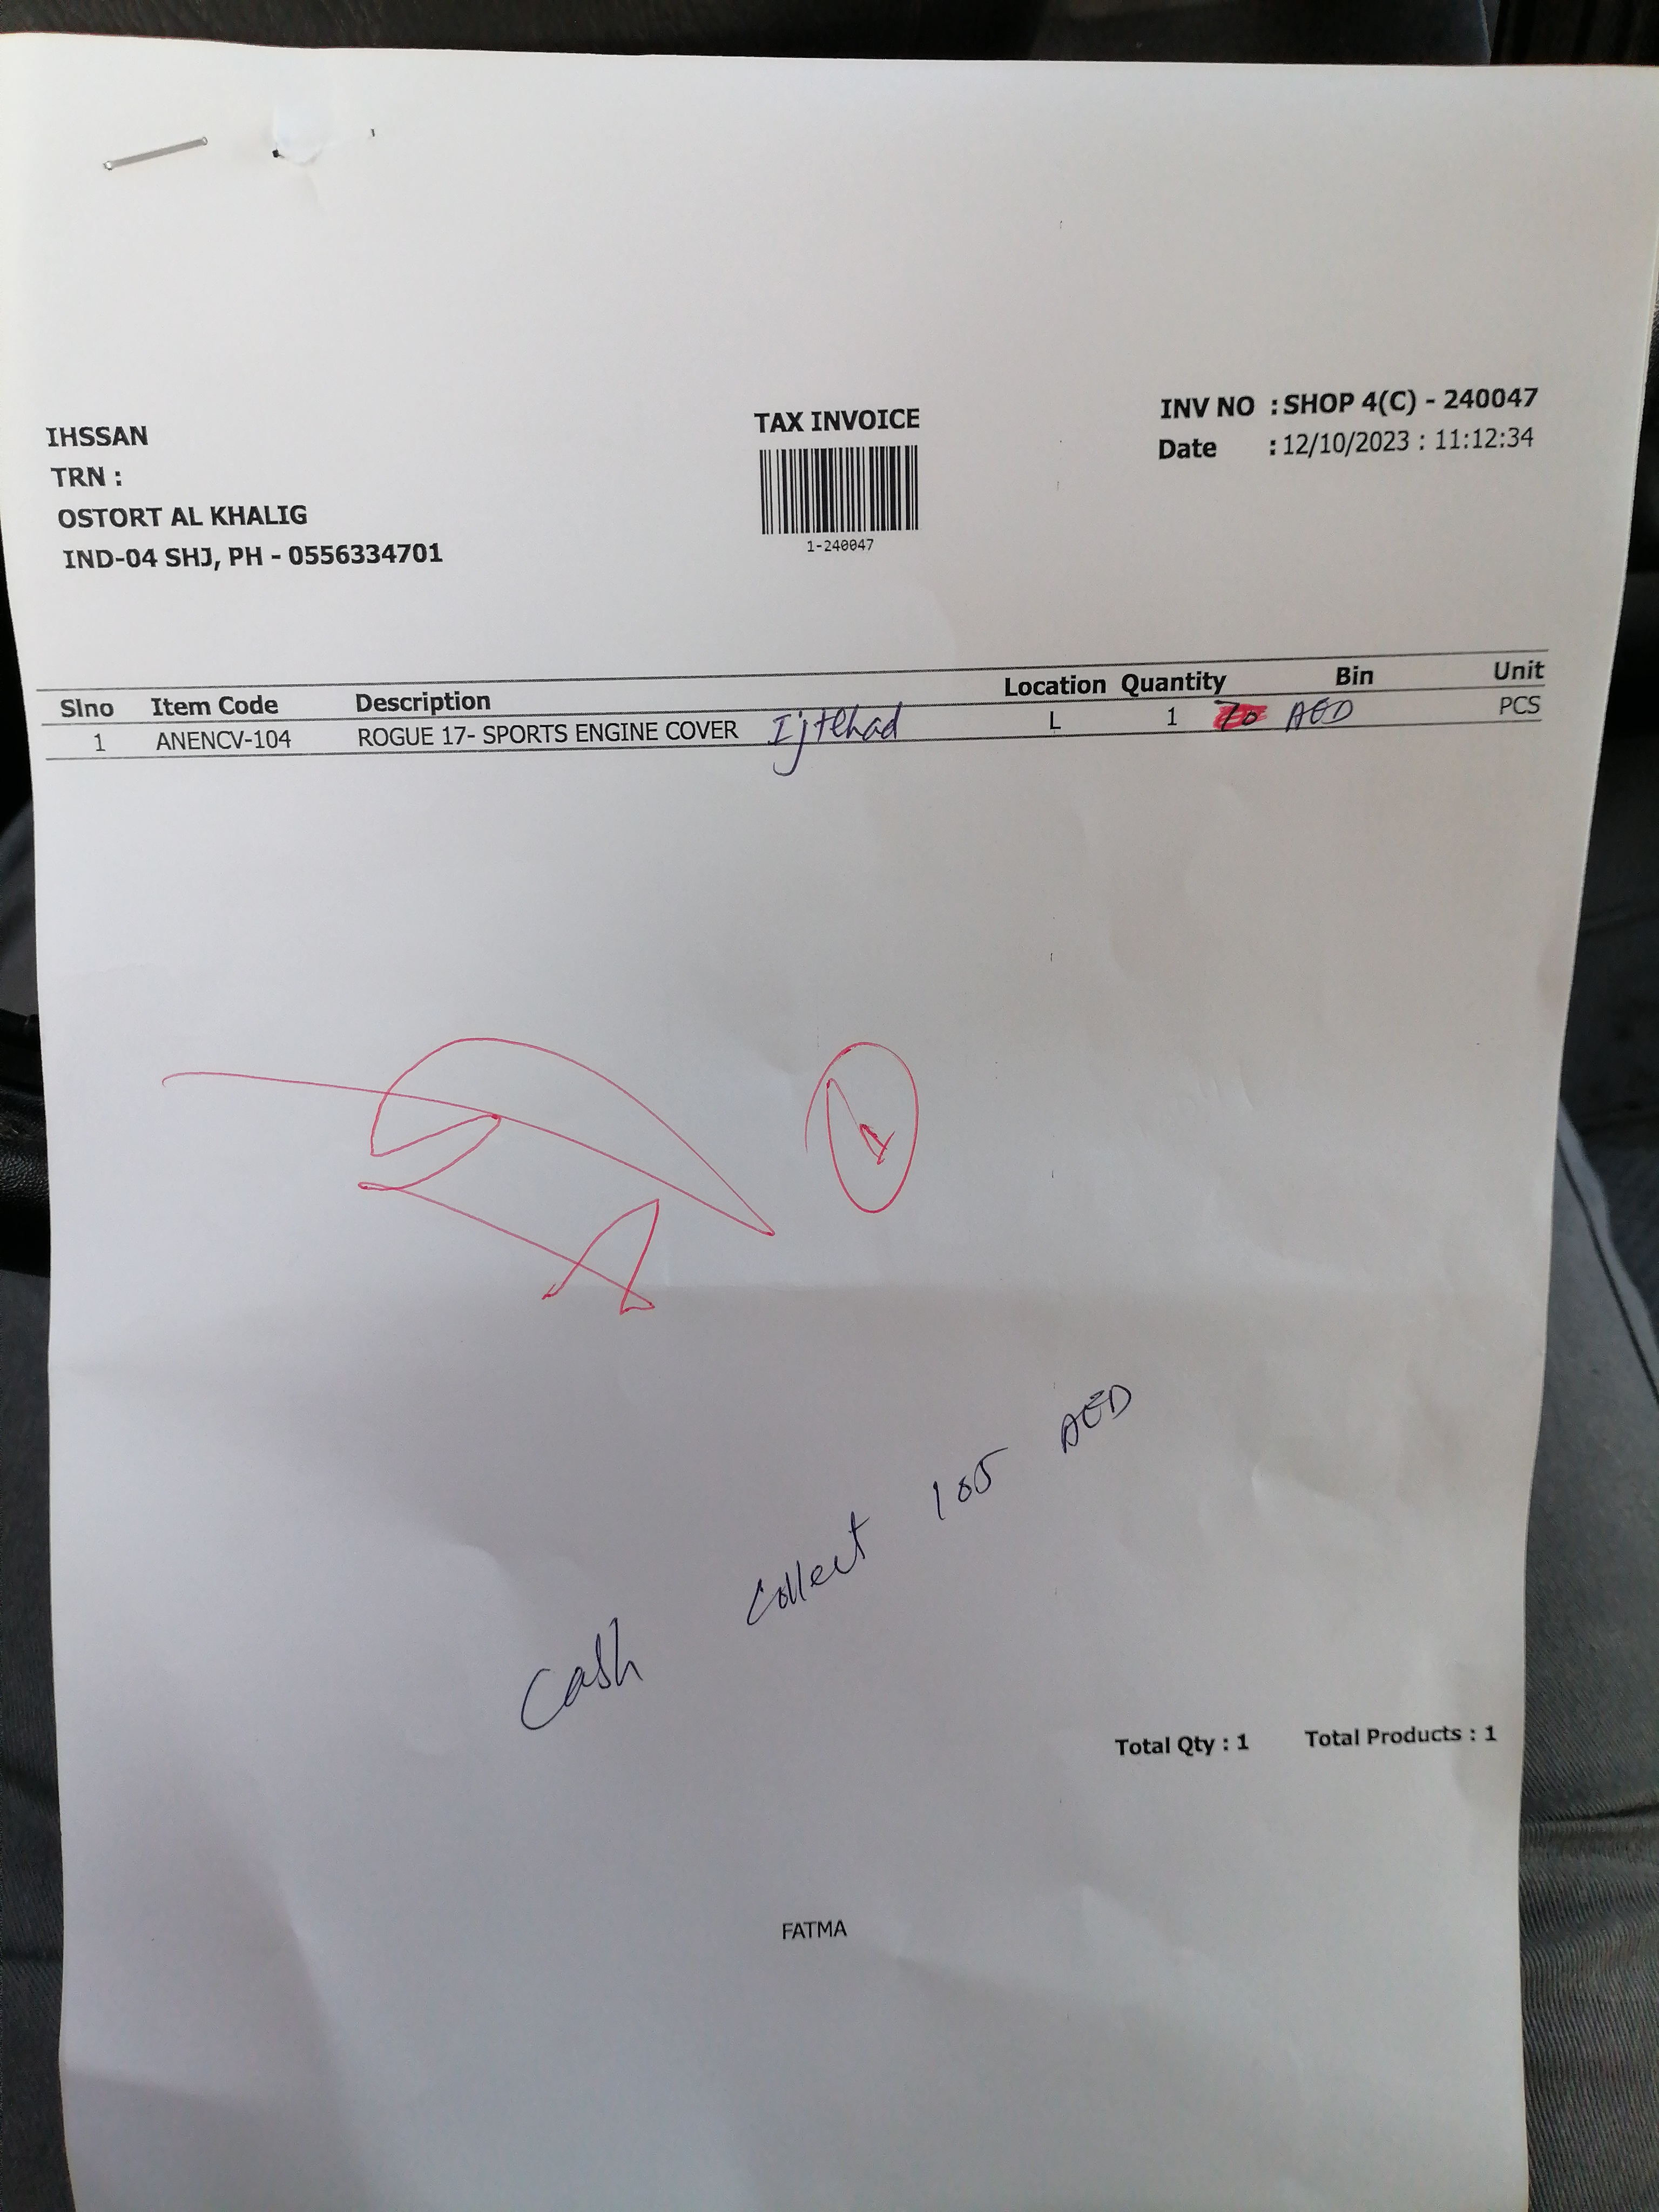 IHSSAN
TRN :
OSTORT AL KHALIG
IND-04 SHJ, PH - 0556334701
TAX INVOICE
1-240047
INV NO : SHOP 4(C) - 240047
Date : 12/10/2023 : 11:12:34
Slno Item Code Description Location Quantity Bin Unit
1 ANENCV-104 ROGUE 17- SPORTS ENGINE COVER Ijtehad L 1 70 AED PCS
Cash collect 105 AED
Total Qty : 1 Total Products : 1
FATMA